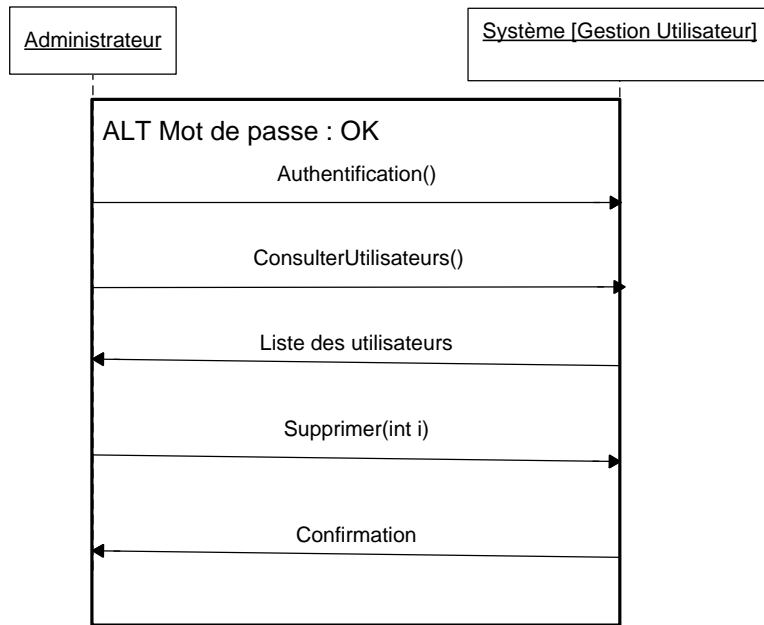 Administrateur
Système [Gestion Utilisateur]
ALT Mot de passe : OK
Authentification()
ConsulterUtilisateurs()
Liste des utilisateurs
Supprimer(int i)
Confirmation